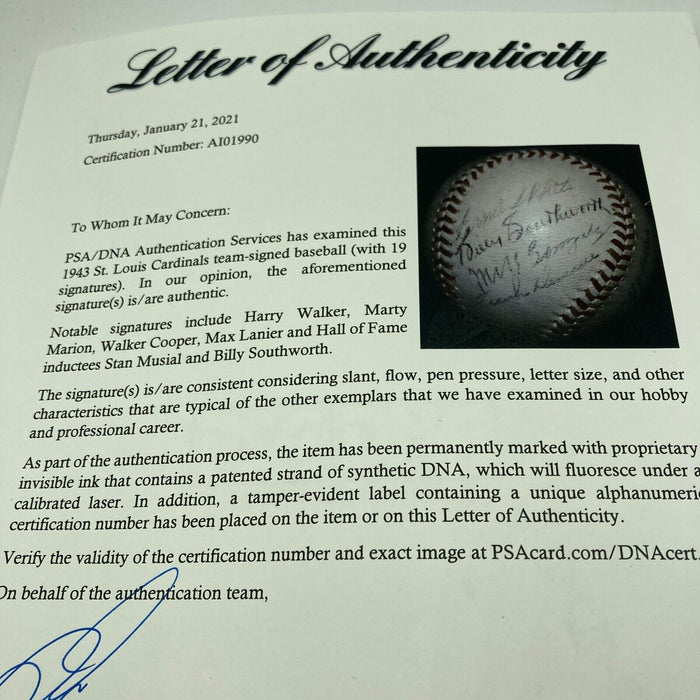 Letter of Authenticity
Thursday, January 21, 2021
Certification Number: AI01990
To Whom It May Concern:
PSA/DNA Authentication Services has examined this
1943 St. Louis Cardinals team-signed baseball (with 19
signatures). In our opinion, the aforementioned
signature(s) is/are authentic.
Notable signatures include Harry Walker, Marty
Marion, Walker Cooper, Max Lanier and Hall of Fame
inductees Stan Musial and Billy Southworth.
Ernie White
Billy Southworth
Mike Gonzalez
Frank Demaree
The signature(s) is/are consistent considering slant, flow, pen pressure, letter size, and other
characteristics that are typical of the other exemplars that we have examined in our hobby
and professional career.
As part of the authentication process, the item has been permanently marked with proprietary
invisible ink that contains a patented strand of synthetic DNA, which will fluoresce under a
calibrated laser. In addition, a tamper-evident label containing a unique alphanumeric
certification number has been placed on the item or on this Letter of Authenticity.
Verify the validity of the certification number and exact image at PSAcard.com/DNAcert.
On behalf of the authentication team,